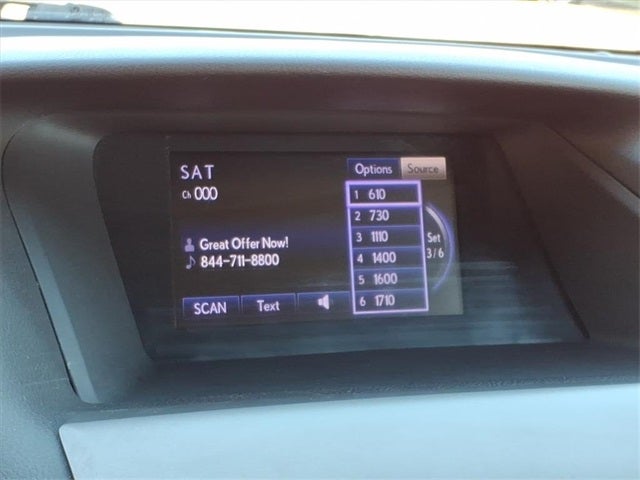 SAT
Options Source
Ch 000
1 610
2 730
3 1110
4 1400
5 1600
6 1710
Set
3/6
Great Offer Now!
844-711-8800
SCAN Text